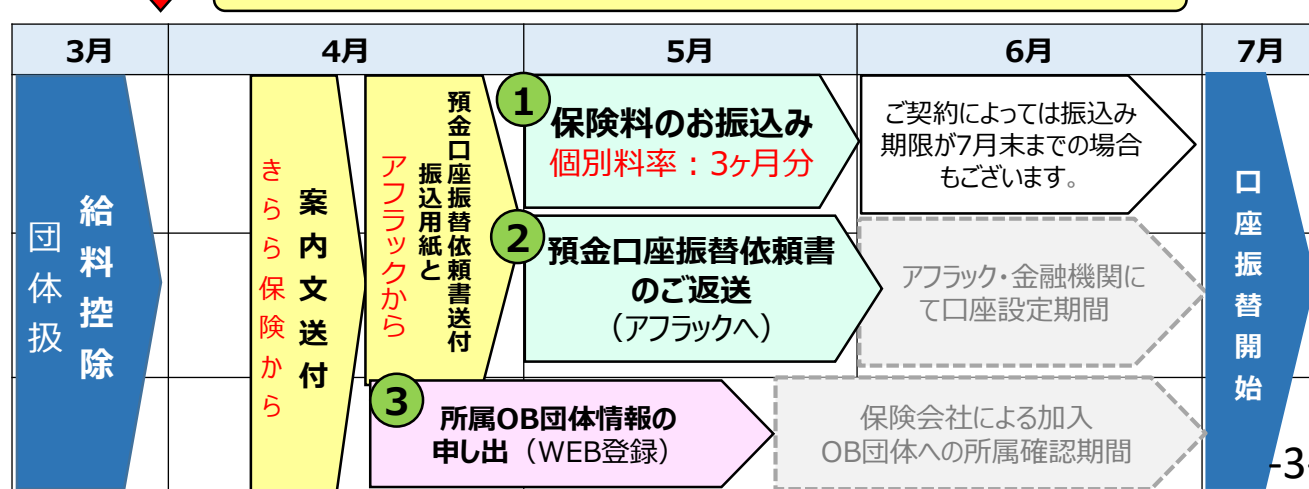 3月
4月
5月
6月
7月
団体扱
給料控除
きらら保険から
案内文送付
アフラックから
振込用紙と
預金口座振替依頼書送付
1
保険料のお振込み
個別料率：3ヶ月分
ご契約によっては振込み
期限が7月末までの場合
もございます。
2
預金口座振替依頼書
のご返送
（アフラックへ）
アフラック・金融機関に
て口座設定期間
3
所属OB団体情報の
申し出（WEB登録）
保険会社による加入
OB団体への所属確認期間
口座振替開始
-3-